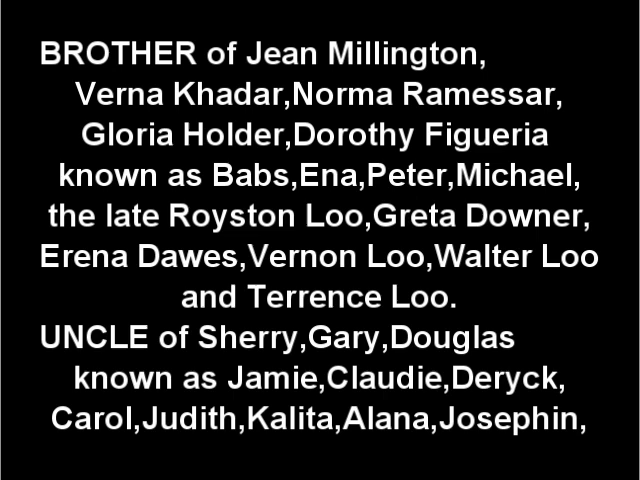 BROTHER of Jean Millington,
Verna Khadar,Norma Ramessar,
Gloria Holder,Dorothy Figueria
known as Babs,Ena,Peter,Michael,
the late Royston Loo,Greta Downer,
Erena Dawes,Vernon Loo,Walter Loo
and Terrence Loo.
UNCLE of Sherry,Gary,Douglas
known as Jamie,Claudie,Deryck,
Carol,Judith,Kalita,Alana,Josephin,